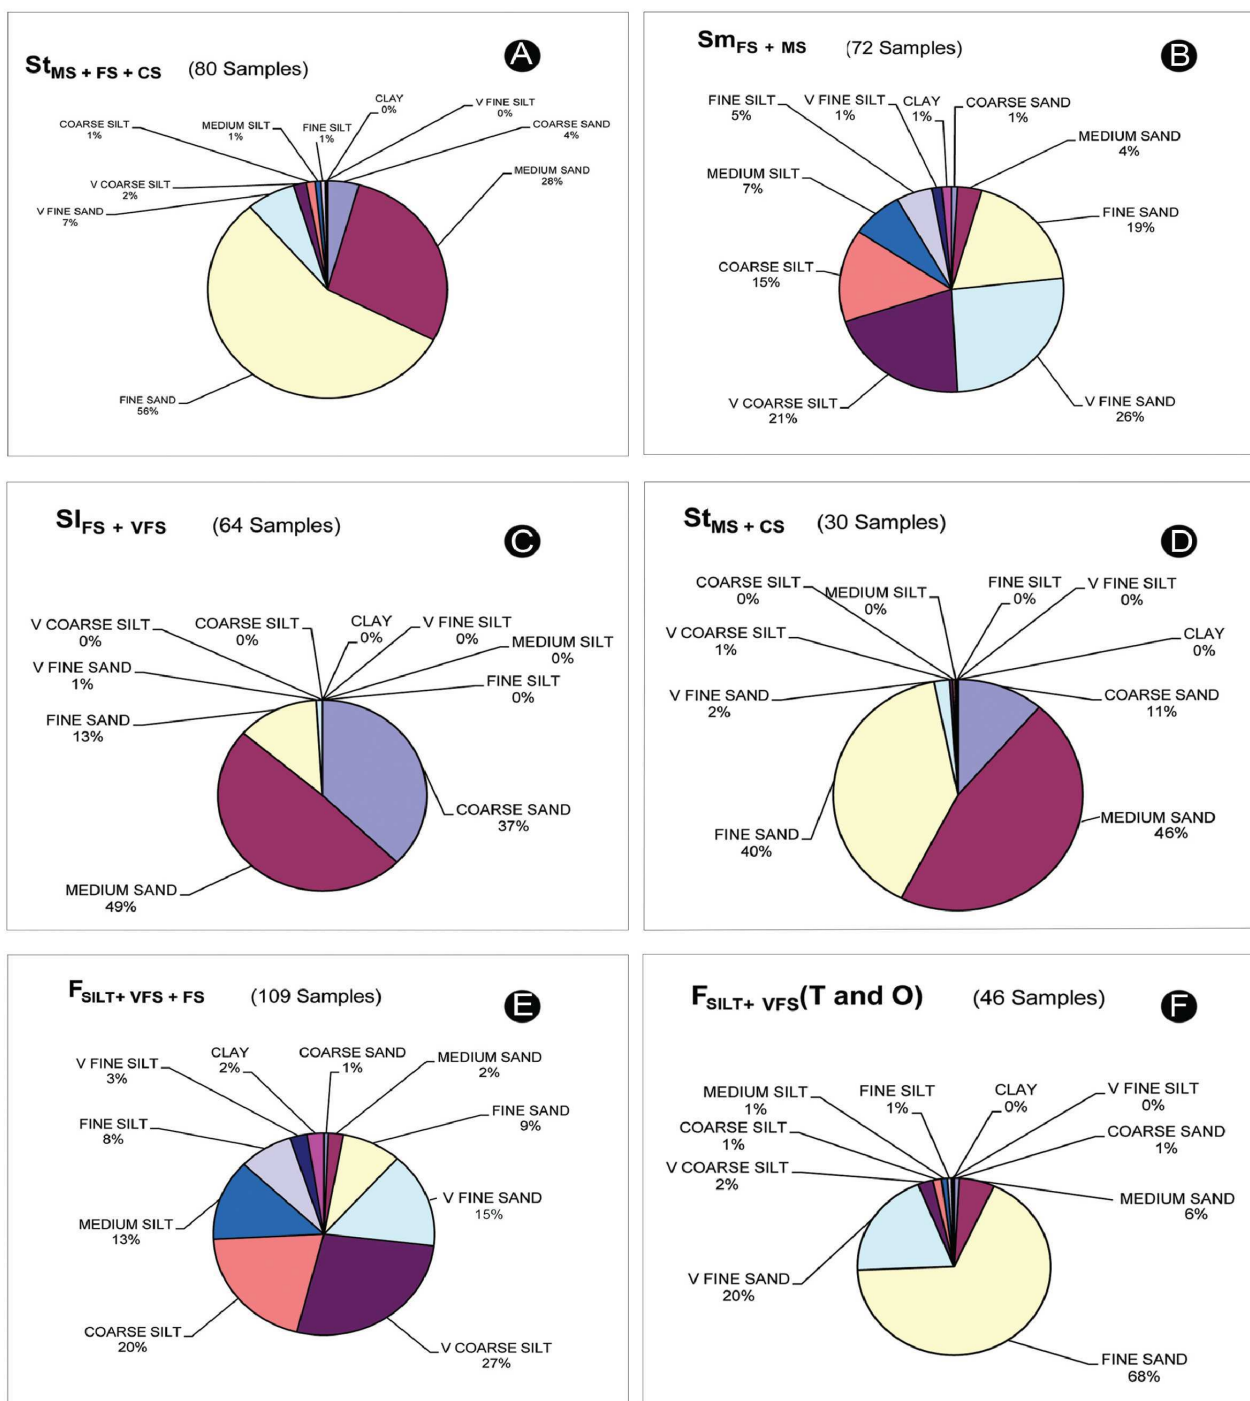 St MS + FS + CS (80 Samples)
A
CLAY
0%
V FINE SILT
0%
COARSE SILT
1%
MEDIUM SILT
1%
FINE SILT
1%
COARSE SAND
4%
MEDIUM SAND
28%
V COARSE SILT
2%
V FINE SAND
7%
FINE SAND
56%
Sm FS + MS (72 Samples)
B
FINE SILT
5%
V FINE SILT
1%
CLAY
1%
COARSE SAND
1%
MEDIUM SAND
4%
MEDIUM SILT
7%
FINE SAND
19%
COARSE SILT
15%
V COARSE SILT
21%
V FINE SAND
26%
Sl FS + VFS (64 Samples)
C
V COARSE SILT
0%
COARSE SILT
0%
CLAY
0%
V FINE SILT
0%
MEDIUM SILT
0%
V FINE SAND
1%
FINE SILT
0%
FINE SAND
13%
COARSE SAND
37%
MEDIUM SAND
49%
St MS + CS (30 Samples)
D
COARSE SILT
0%
MEDIUM SILT
0%
FINE SILT
0%
V FINE SILT
0%
V COARSE SILT
1%
CLAY
0%
V FINE SAND
2%
COARSE SAND
11%
FINE SAND
40%
MEDIUM SAND
46%
F SILT+ VFS + FS (109 Samples)
E
V FINE SILT
3%
CLAY
2%
COARSE SAND
1%
MEDIUM SAND
2%
FINE SILT
8%
FINE SAND
9%
MEDIUM SILT
13%
V FINE SAND
15%
COARSE SILT
20%
V COARSE SILT
27%
F SILT+ VFS (T and O) (46 Samples)
F
MEDIUM SILT
1%
FINE SILT
1%
CLAY
0%
V FINE SILT
0%
COARSE SILT
1%
COARSE SAND
1%
V COARSE SILT
2%
MEDIUM SAND
6%
V FINE SAND
20%
FINE SAND
68%